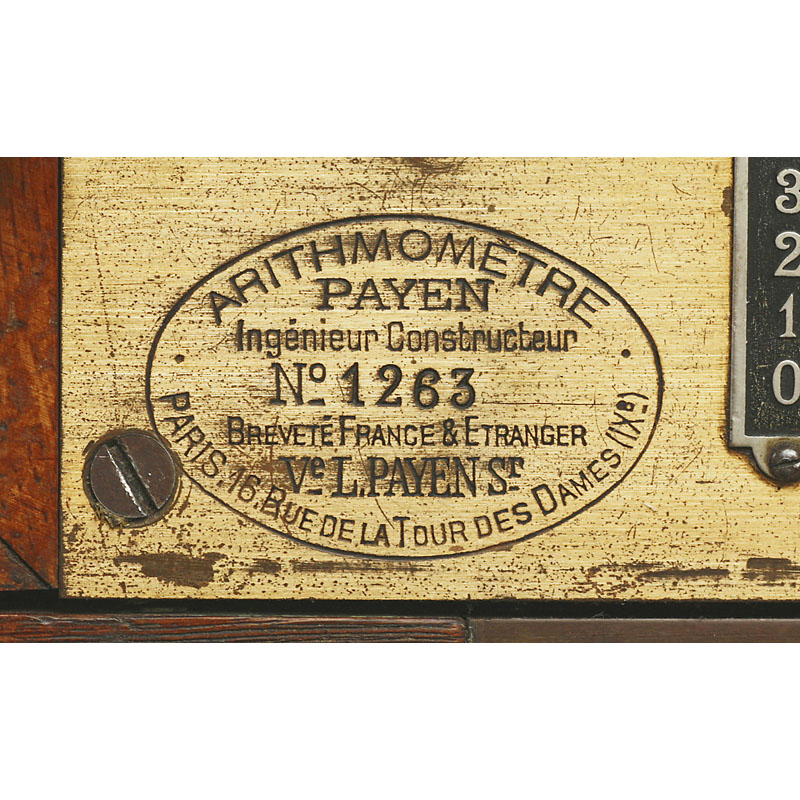 ARITHMOMÈTRE
PAYEN
Ingénieur Constructeur
Nº 1263
BREVETÉ FRANCE & ETRANGER
Vᵉ L. PAYEN Sʳ
PARIS, 16 RUE DE LA TOUR DES DAMES (IXᵉ)
3
2
1
0